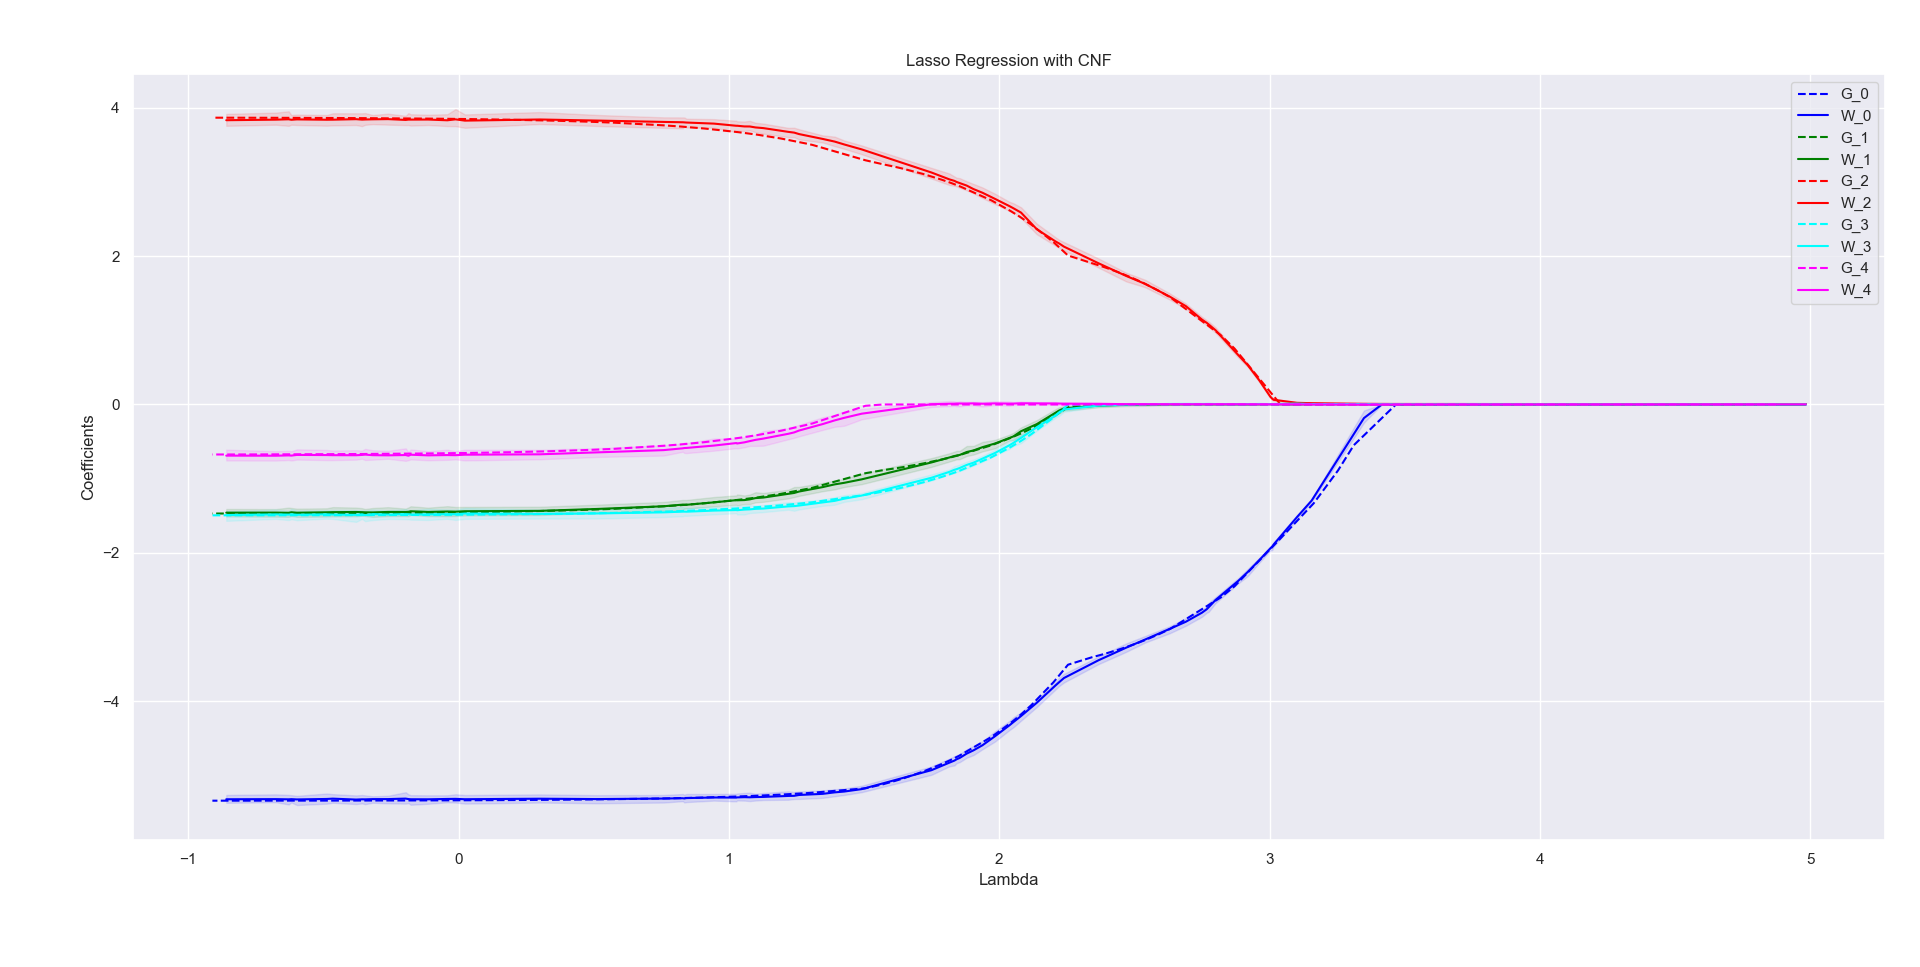 Lasso Regression with CNF
G_0
W_0
G_1
W_1
G_2
W_2
G_3
W_3
G_4
W_4
4
2
0
−2
−4
Coefficients
−1
0
1
2
3
4
5
Lambda